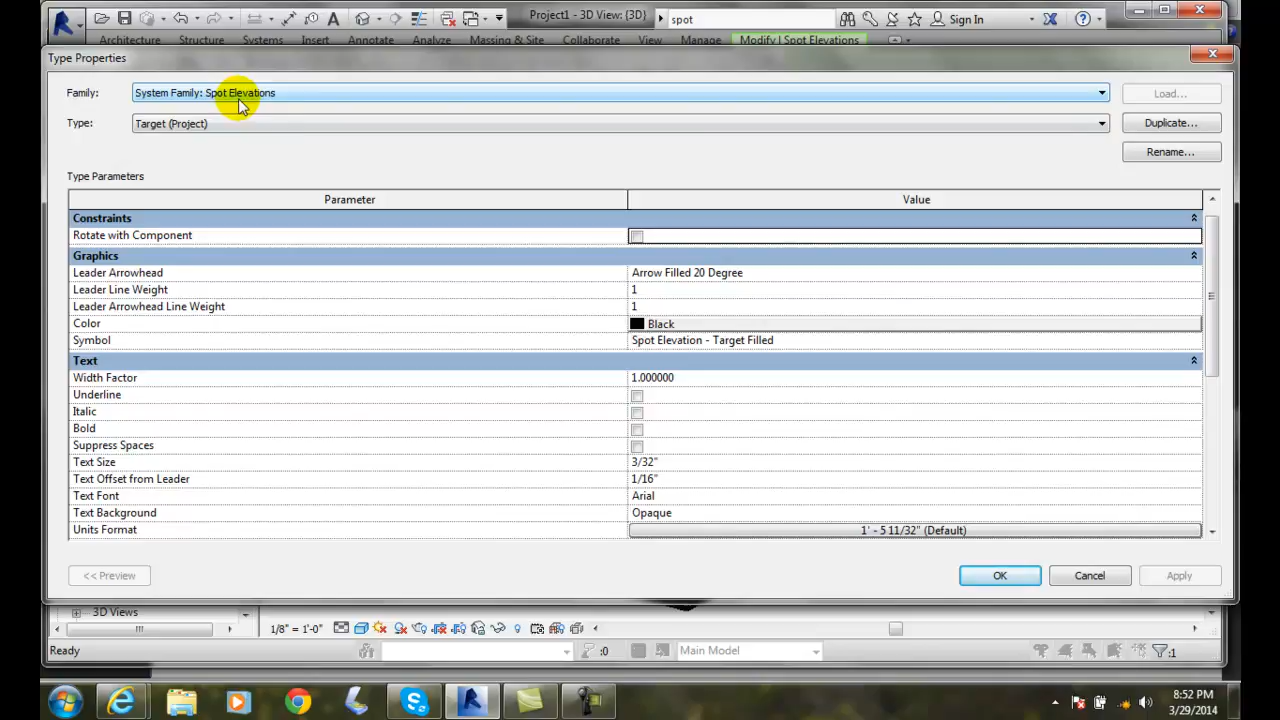 Project1 - 3D View: {3D}
spot
Sign In
Architecture Structure Systems Insert Annotate Analyze Massing & Site Collaborate View Manage Modify | Spot Elevations
Type Properties
Family: System Family: Spot Elevations Load...
Type: Target (Project) Duplicate...
Rename...
Type Parameters
Parameter Value
Constraints
Rotate with Component
Graphics
Leader Arrowhead Arrow Filled 20 Degree
Leader Line Weight 1
Leader Arrowhead Line Weight 1
Color Black
Symbol Spot Elevation - Target Filled
Text
Width Factor 1.000000
Underline
Italic
Bold
Suppress Spaces
Text Size 3/32"
Text Offset from Leader 1/16"
Text Font Arial
Text Background Opaque
Units Format 1' - 5 11/32" (Default)
<< Preview OK Cancel Apply
3D Views
1/8" = 1'-0"
Ready :0 Main Model :1
8:52 PM
3/29/2014